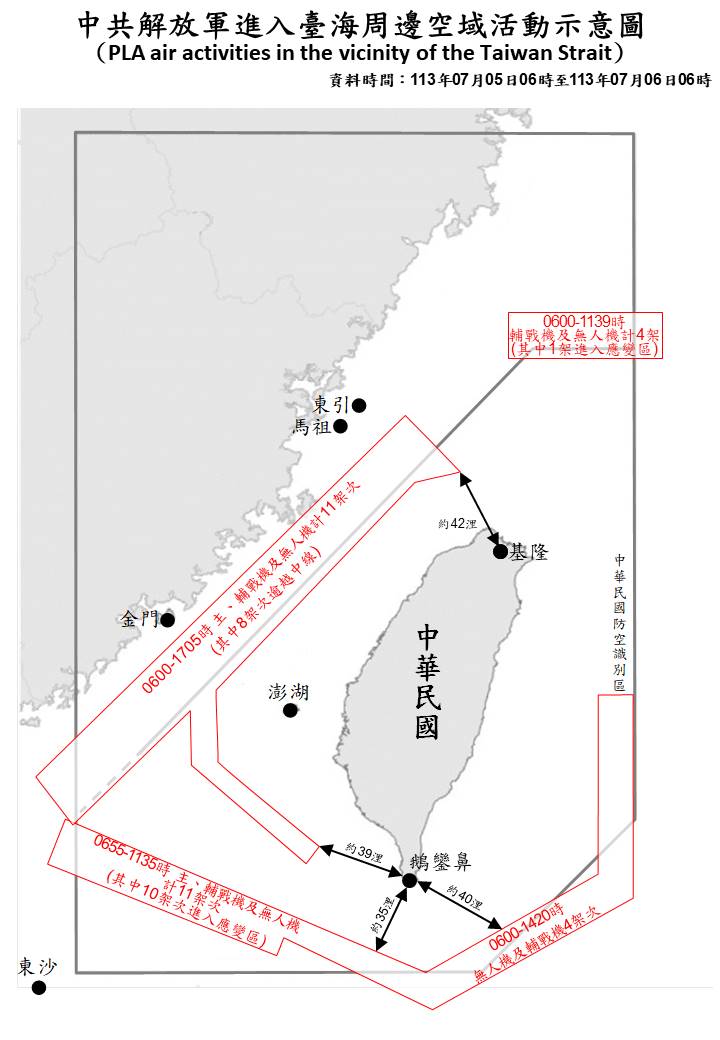 中共解放軍進入臺海周邊空域活動示意圖
（PLA air activities in the vicinity of the Taiwan Strait）
資料時間：113年07月05日06時至113年07月06日06時
0600-1139時
輔戰機及無人機計4架
(其中1架進入應變區)
東引
馬祖
0600-1705時 主、輔戰機及無人機計11架次
(其中8架次逾越中線)
約42浬
基隆
中華民國防空識別區
金門
中華民國
澎湖
約39浬
鵝鑾鼻
約40浬
約35浬
0655-1135時 主、輔戰機及無人機
計11架次
(其中10架次進入應變區)
0600-1420時
無人機及輔戰機4架次
東沙